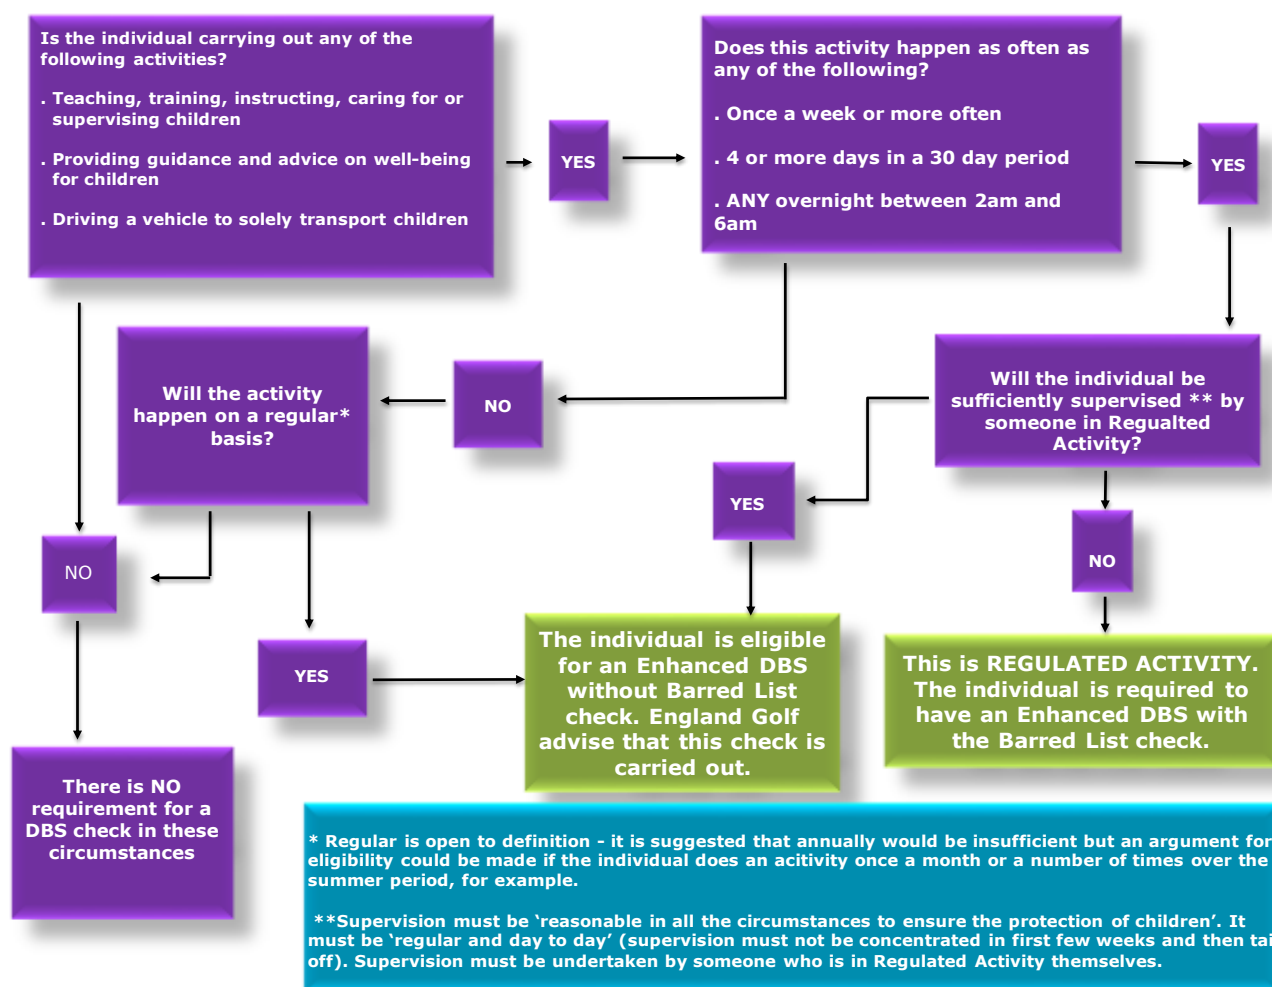 Is the individual carrying out any of the
following activities?
. Teaching, training, instructing, caring for or
supervising children
. Providing guidance and advice on well-being
for children
. Driving a vehicle to solely transport children
YES
Does this activity happen as often as
any of the following?
. Once a week or more often
. 4 or more days in a 30 day period
. ANY overnight between 2am and
6am
YES
Will the activity
happen on a regular*
basis?
NO
Will the individual be
sufficiently supervised ** by
someone in Regualted
Activity?
YES
NO
NO
YES
The individual is eligible
for an Enhanced DBS
without Barred List
check. England Golf
advise that this check is
carried out.
This is REGULATED ACTIVITY.
The individual is required to
have an Enhanced DBS with
the Barred List check.
There is NO
requirement for a
DBS check in these
circumstances
* Regular is open to definition – it is suggested that annually would be insufficient but an argument for
eligibility could be made if the individual does an acitivity once a month or a number of times over the
summer period, for example.
**Supervision must be ‘reasonable in all the circumstances to ensure the protection of children’. It
must be ‘regular and day to day’ (supervision must not be concentrated in first few weeks and then tai
off). Supervision must be undertaken by someone who is in Regulated Activity themselves.